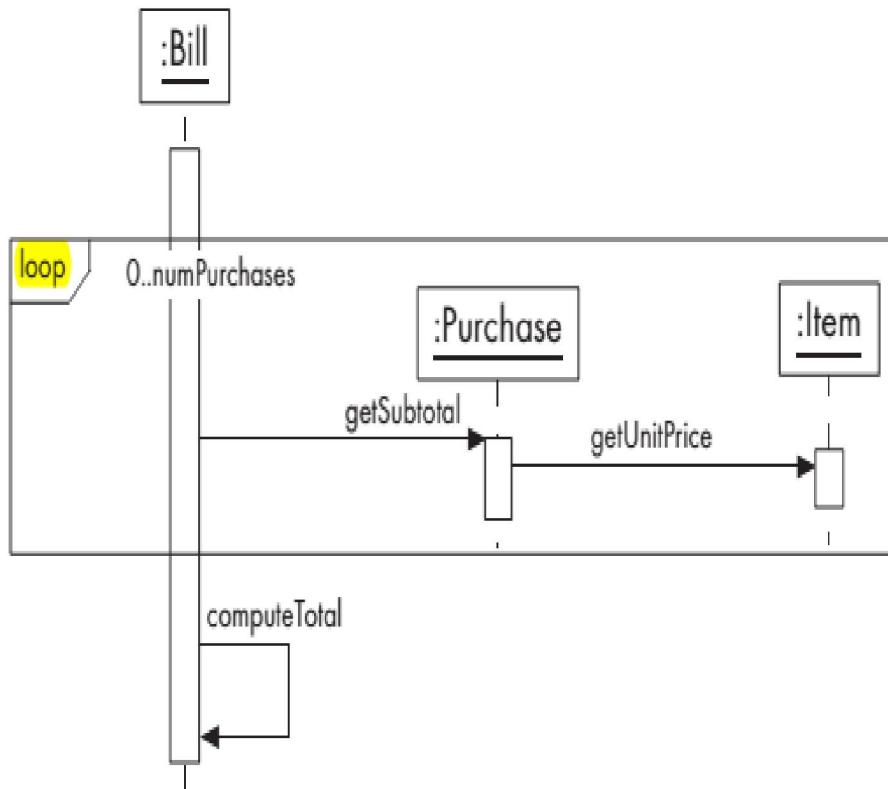 :Bill
loop
0..numPurchases
:Purchase
:Item
getSubtotal
getUnitPrice
computeTotal